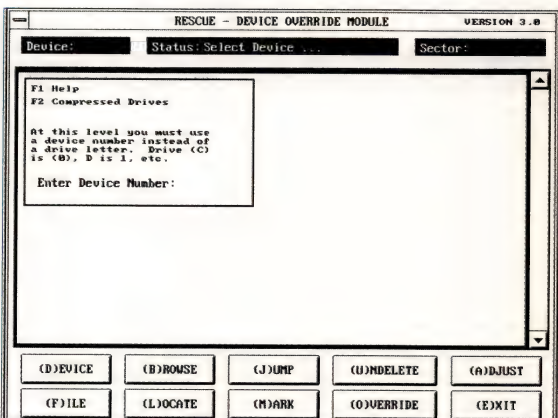 RESCUE - DEVICE OVERRIDE MODULE VERSION 3.0
Device: Status: Select Device ... Sector:
F1 Help
F2 Compressed Drives
At this level you must use
a device number instead of
a drive letter. Drive (C)
is (0), D is 1, etc.
Enter Device Number:
(D)EVICE (B)ROWSE (J)UMP (U)NDELETE (A)DJUST
(F)ILE (L)OCATE (M)ARK (O)VERRIDE (E)XIT